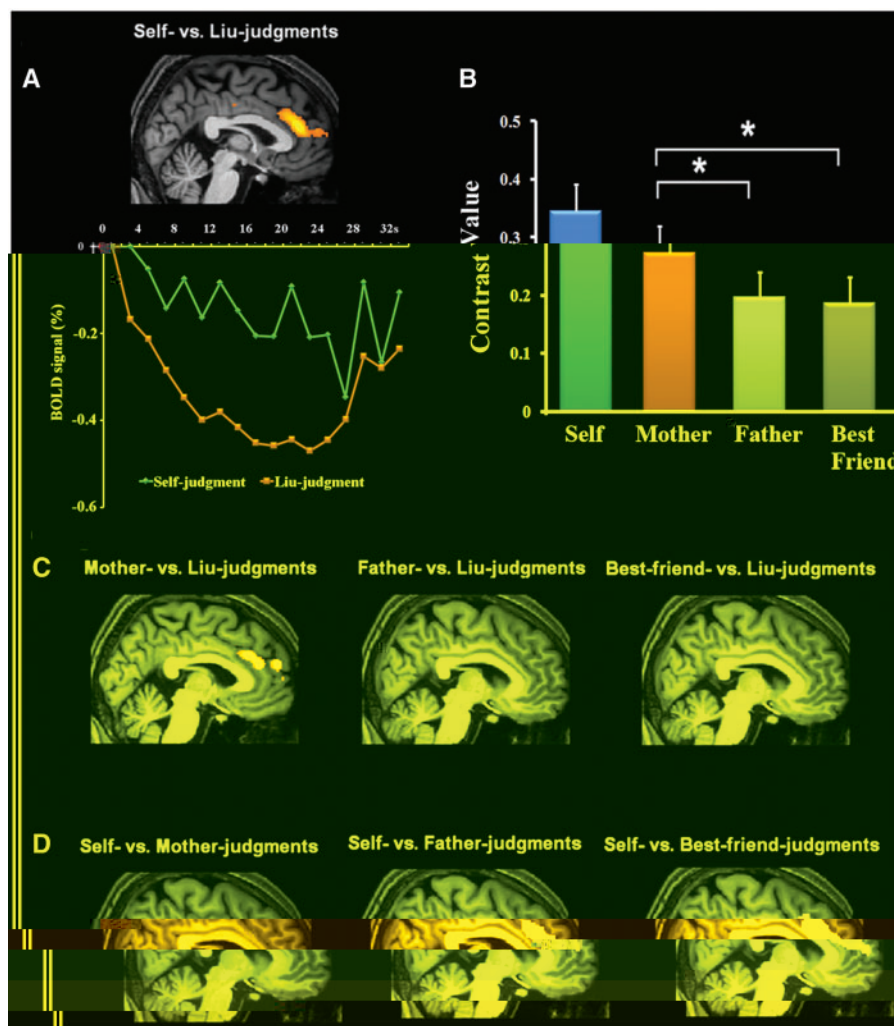 Self- vs. Liu-judgments
A
0 4 8 12 16 20 24 28 32s
0
-0.2
-0.4
-0.6
BOLD signal (%)
Self-judgment Liu-judgment
B
Contrast Value
0.5
0.4
0.3
0.2
0.1
0
* *
Self Mother Father Best
Friend
C
Mother- vs. Liu-judgments Father- vs. Liu-judgments Best-friend- vs. Liu-judgments
D
Self- vs. Mother-judgments Self- vs. Father-judgments Self- vs. Best-friend-judgments